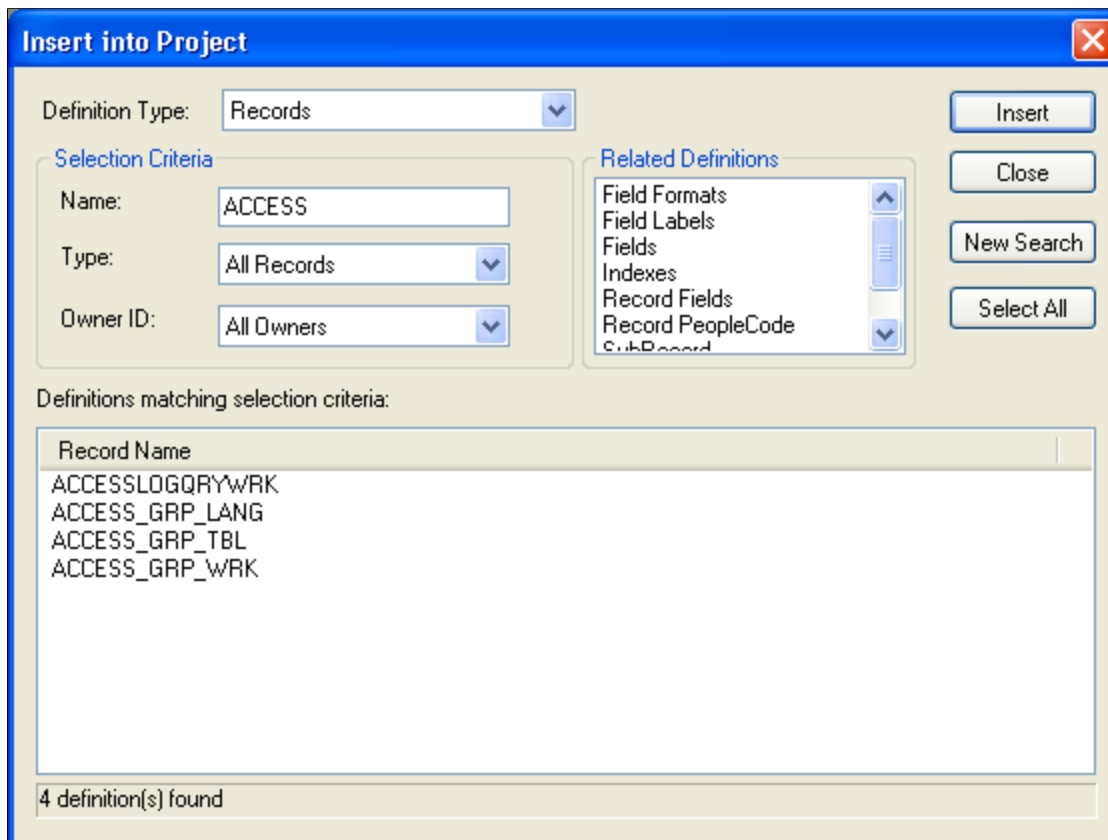 Insert into Project
Definition Type: Records
Insert
Selection Criteria
Related Definitions
Close
Name: ACCESS
Field Formats
Field Labels
Fields
Indexes
Record Fields
Record PeopleCode
SubRecord
New Search
Type: All Records
Select All
Owner ID: All Owners
Definitions matching selection criteria:
Record Name
ACCESSLOGQRYWRK
ACCESS_GRP_LANG
ACCESS_GRP_TBL
ACCESS_GRP_WRK
4 definition(s) found